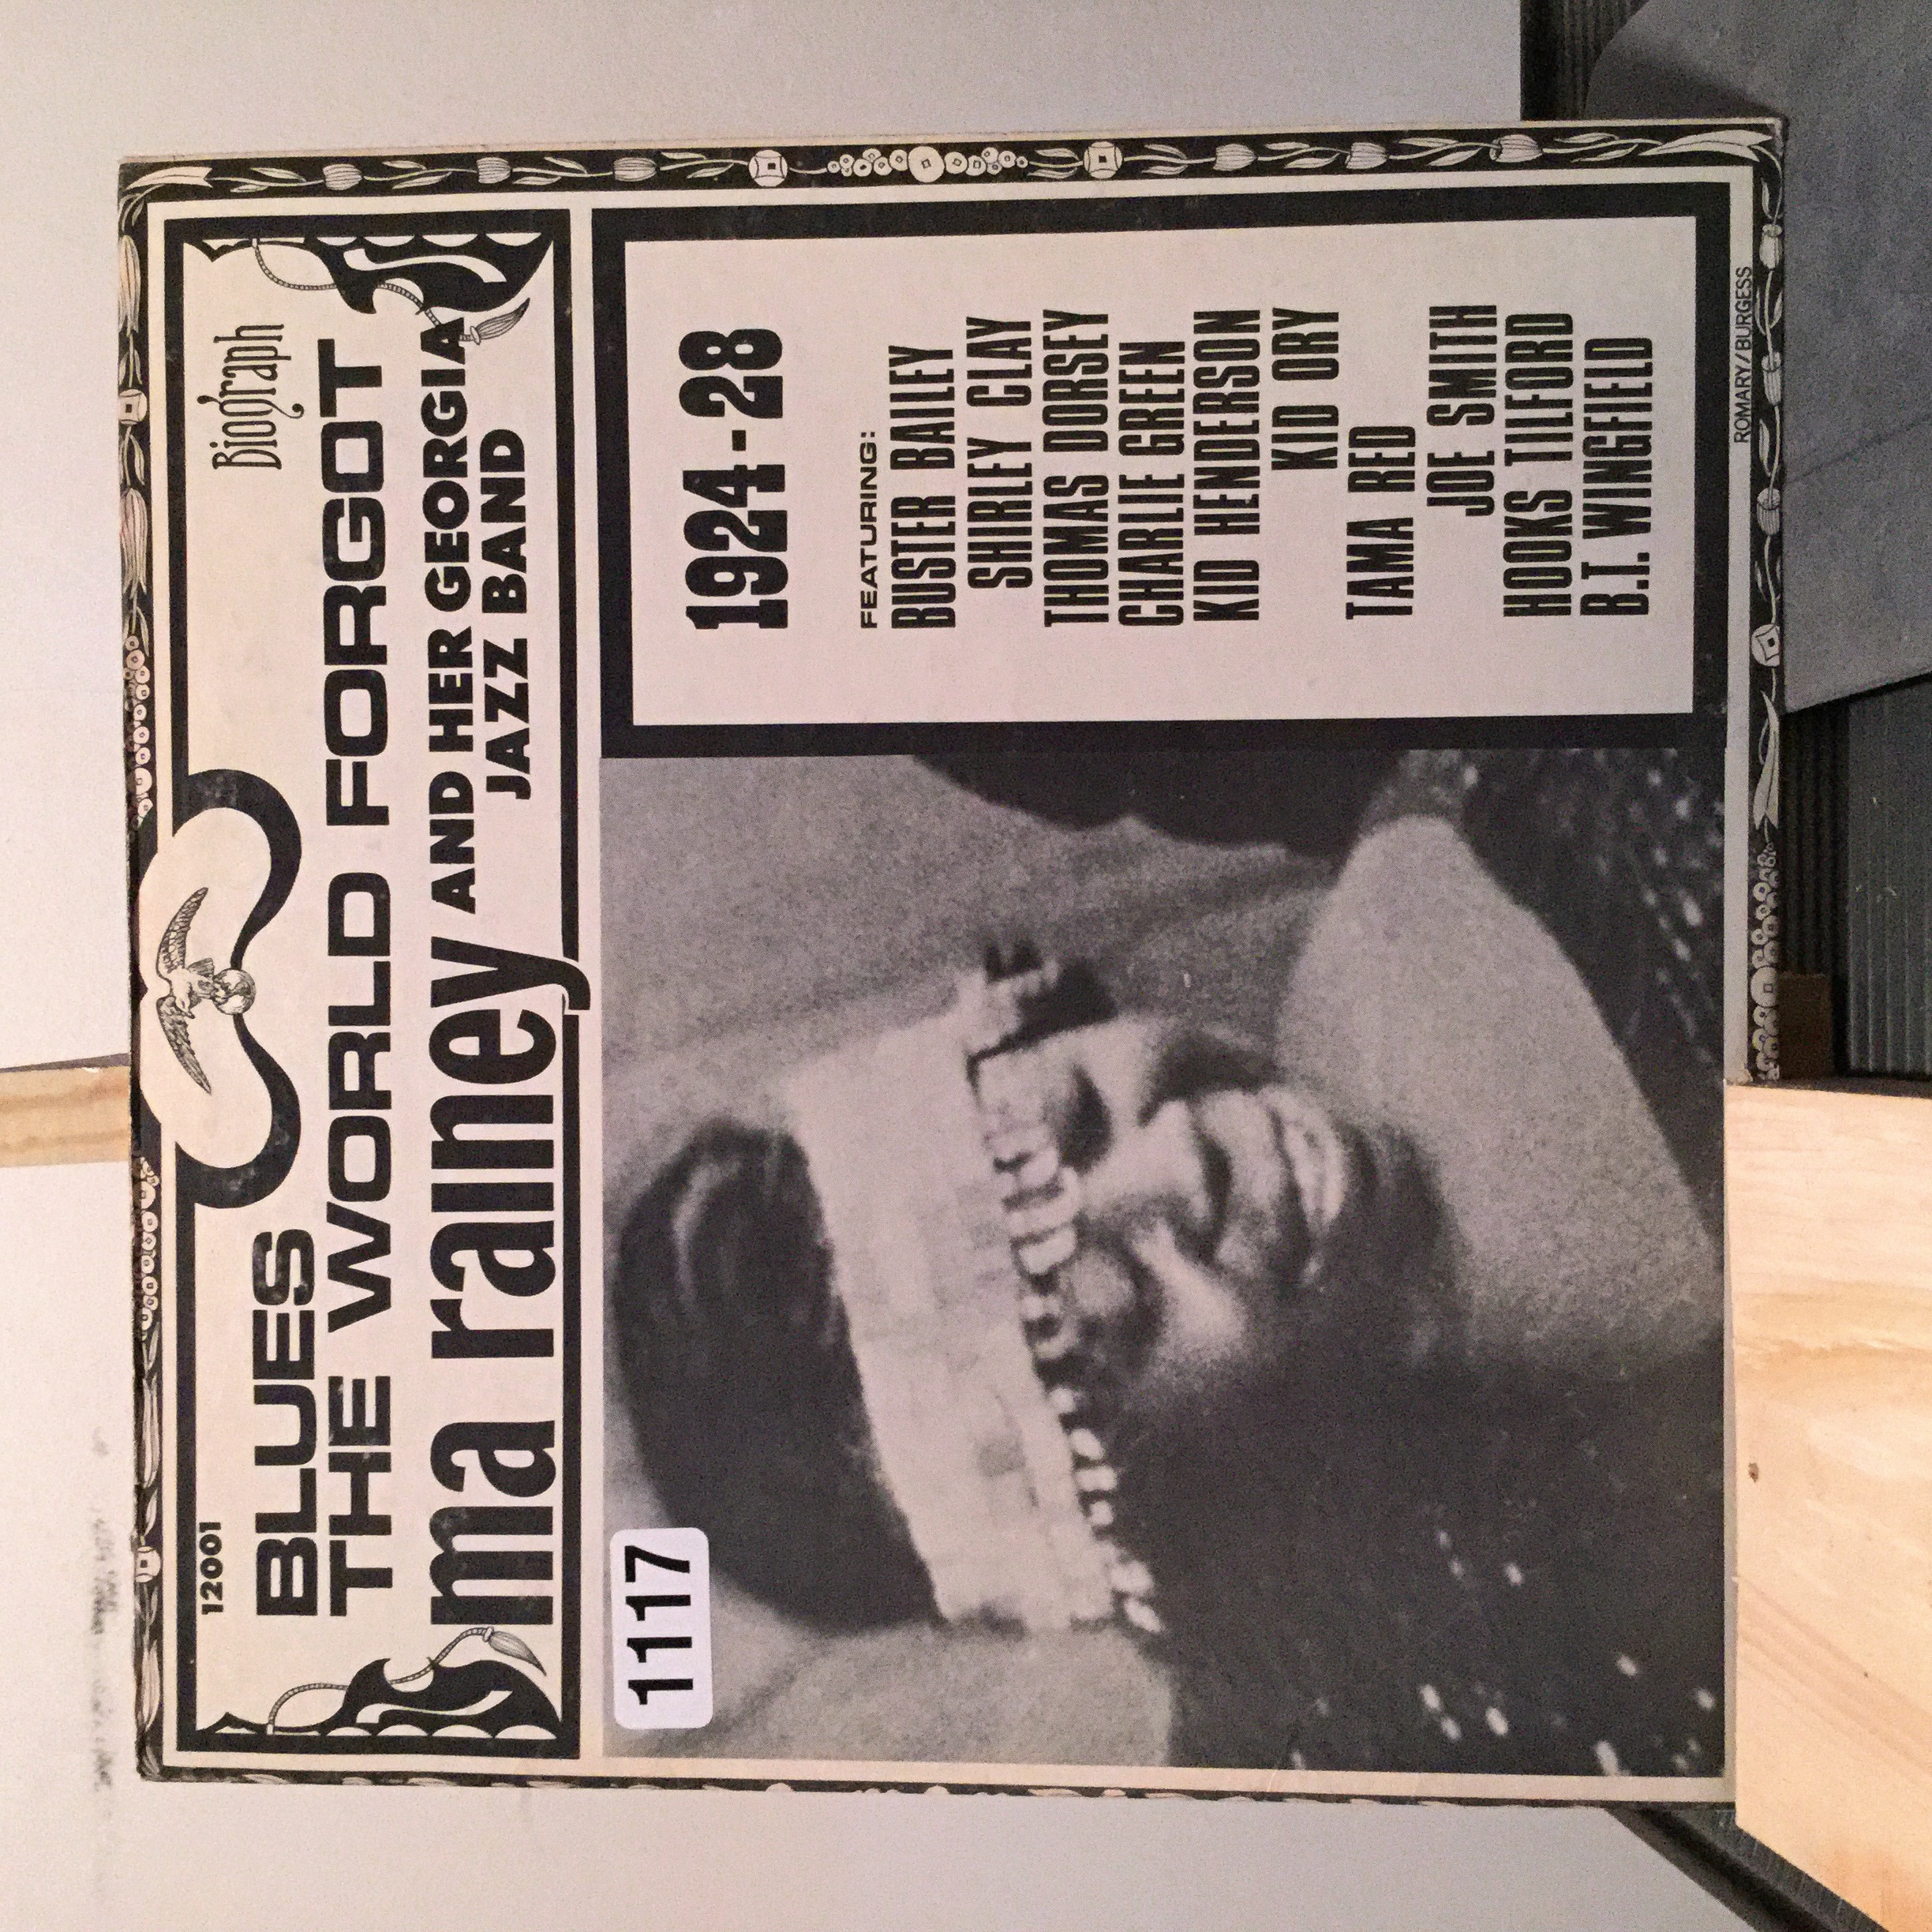 12001
Biograph
BLUES
THE WORLD FORGOT
ma rainey AND HER GEORGIA
JAZZ BAND
1117
1924-28
FEATURING:
BUSTER BAILEY
SHIRLEY CLAY
THOMAS DORSEY
CHARLIE GREEN
KID HENDERSON
KID ORY
TAMA RED
JOE SMITH
HOOKS TILFORD
B.T. WINGFIELD
ROMARY/BURGESS